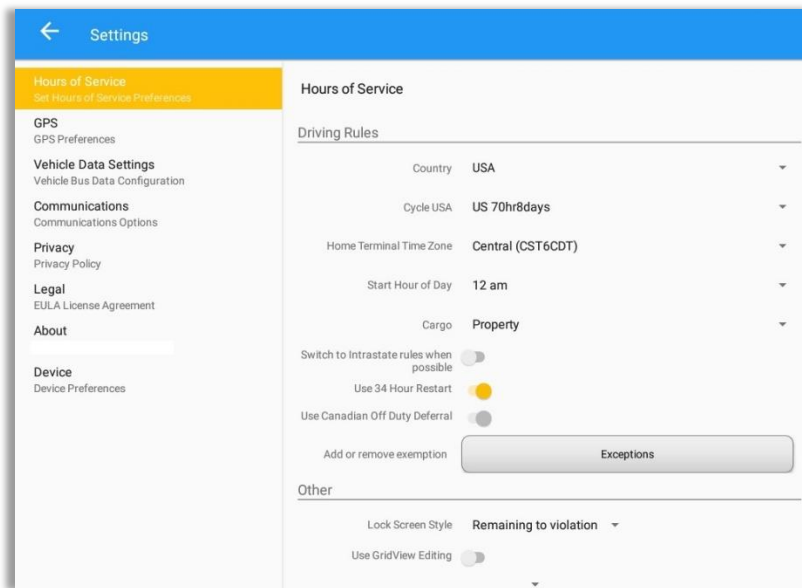 Settings
Hours of Service
Set Hours of Service Preferences
GPS
GPS Preferences
Vehicle Data Settings
Vehicle Bus Data Configuration
Communications
Communications Options
Privacy
Privacy Policy
Legal
EULA License Agreement
About
Device
Device Preferences
Hours of Service
Driving Rules
Country USA
Cycle USA US 70hr8days
Home Terminal Time Zone Central (CST6CDT)
Start Hour of Day 12 am
Cargo Property
Switch to Intrastate rules when
possible
Use 34 Hour Restart
Use Canadian Off Duty Deferral
Add or remove exemption Exceptions
Other
Lock Screen Style Remaining to violation
Use GridView Editing